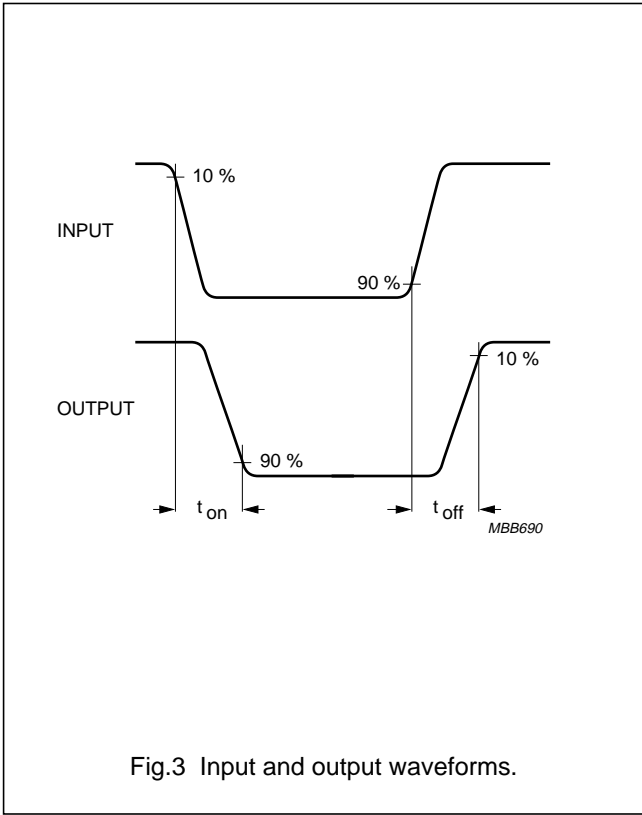 10 %
INPUT
90 %
10 %
OUTPUT
90 %
t on
t off
MBB690
Fig.3 Input and output waveforms.